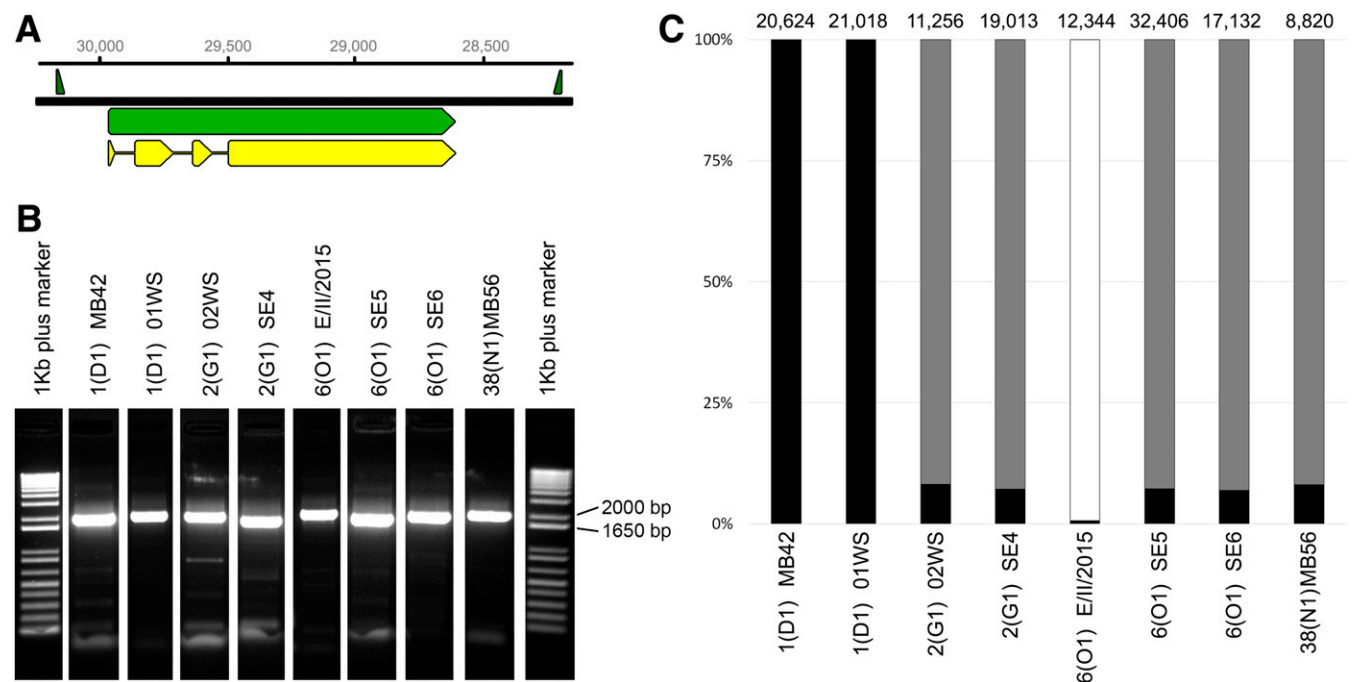 A
30,000 29,500 29,000 28,500
B
1Kb plus marker
1(D1) MB42
1(D1) 01WS
2(G1) 02WS
2(G1) SE4
6(O1) E/II/2015
6(O1) SE5
6(O1) SE6
38(N1)MB56
1Kb plus marker
2000 bp
1650 bp
C
20,624 21,018 11,256 19,013 12,344 32,406 17,132 8,820
100%
75%
50%
25%
0%
1(D1) MB42
1(D1) 01WS
2(G1) 02WS
2(G1) SE4
6(O1) E/II/2015
6(O1) SE5
6(O1) SE6
38(N1)MB56